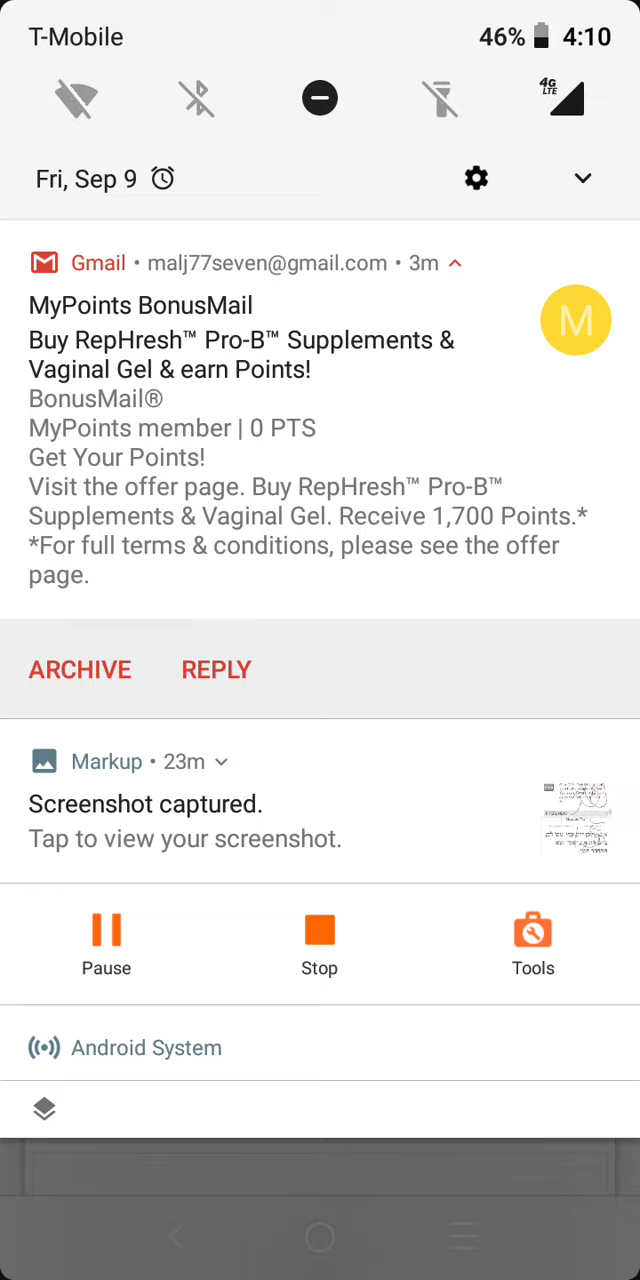 T-Mobile 46% 4:10
4G
LTE
Fri, Sep 9
Gmail • malj77seven@gmail.com • 3m
MyPoints BonusMail
M
Buy RepHresh™ Pro-B™ Supplements &
Vaginal Gel & earn Points!
BonusMail®
MyPoints member | 0 PTS
Get Your Points!
Visit the offer page. Buy RepHresh™ Pro-B™
Supplements & Vaginal Gel. Receive 1,700 Points.*
*For full terms & conditions, please see the offer
page.
ARCHIVE REPLY
Markup • 23m
Screenshot captured.
Tap to view your screenshot.
Pause Stop Tools
Android System